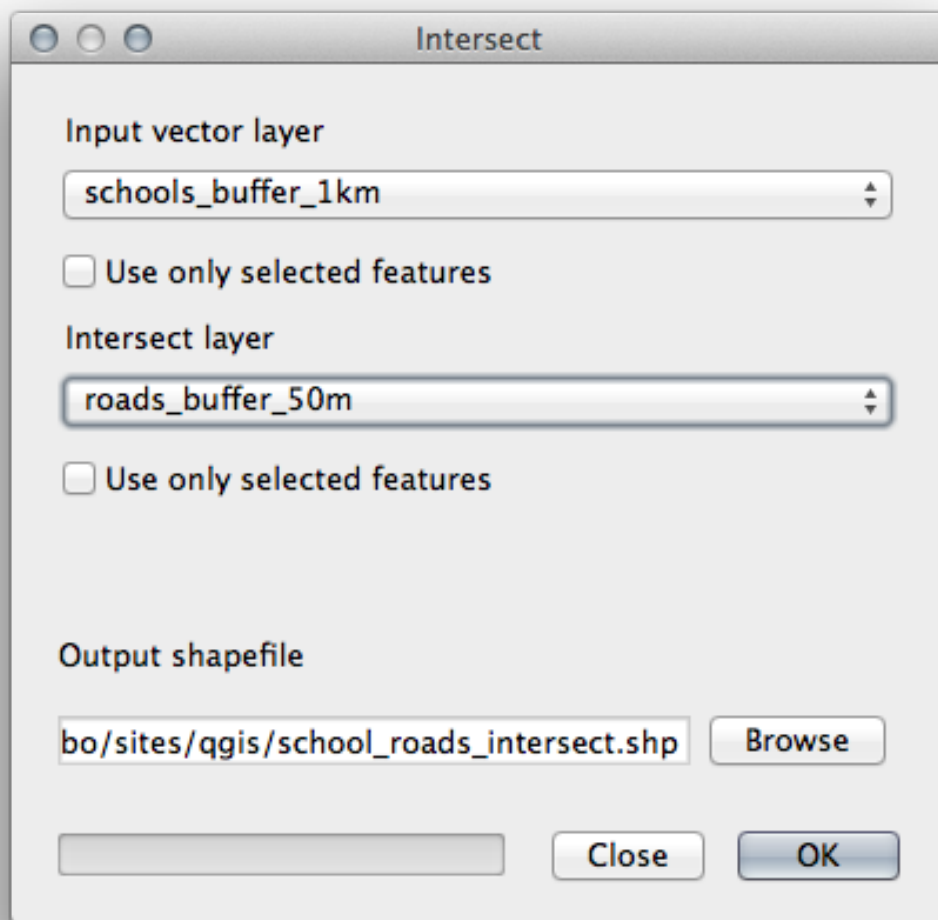 Intersect
Input vector layer
schools_buffer_1km
Use only selected features
Intersect layer
roads_buffer_50m
Use only selected features
Output shapefile
bo/sites/qgis/school_roads_intersect.shp Browse
Close OK